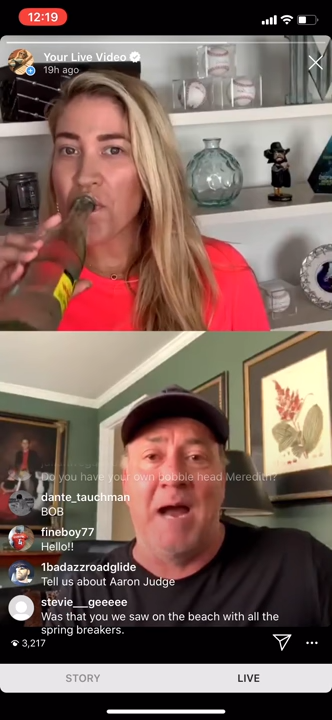 12:19
Your Live Video
19h ago
Do you have your own bobble head Meredith?
dante_tauchman
BOB
fineboy77
Hello!!
1badazzroadglide
Tell us about Aaron Judge
stevie___geeeee
Was that you we saw on the beach with all the
spring breakers.
3,217
STORY
LIVE